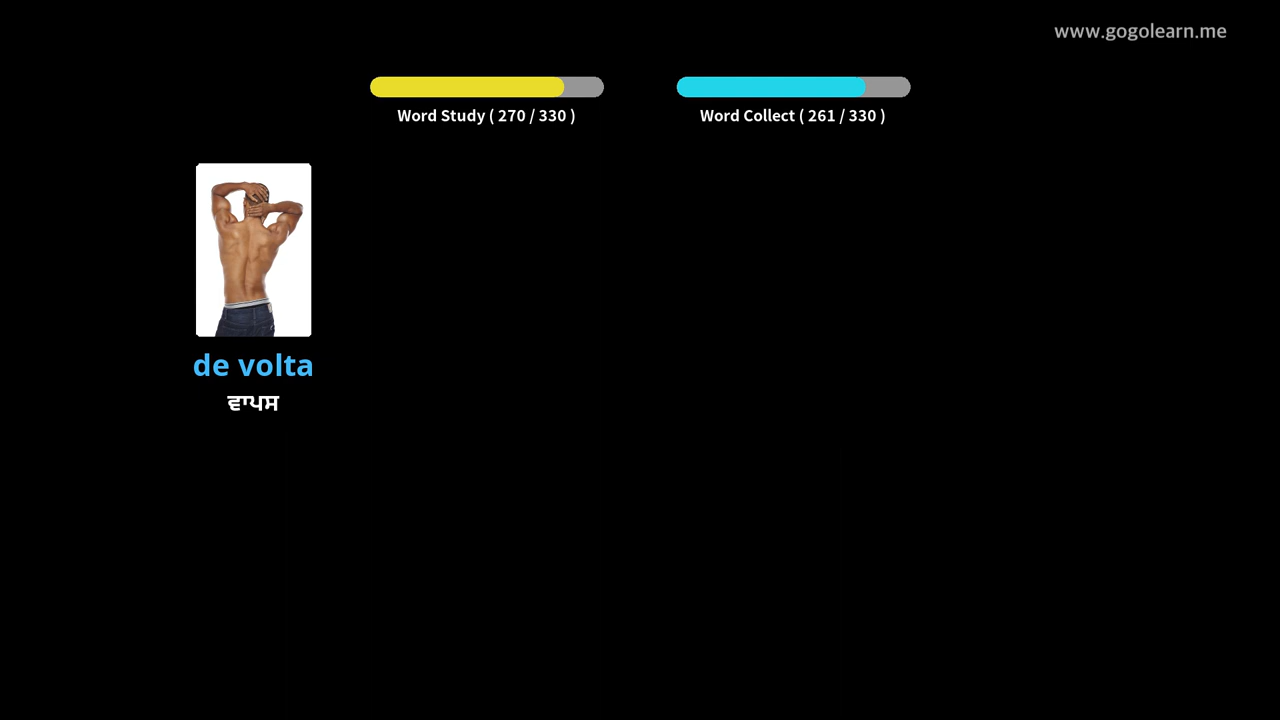 www.gogolearn.me
Word Study ( 270 / 330 )
Word Collect ( 261 / 330 )
de volta
ਵਾਪਸ